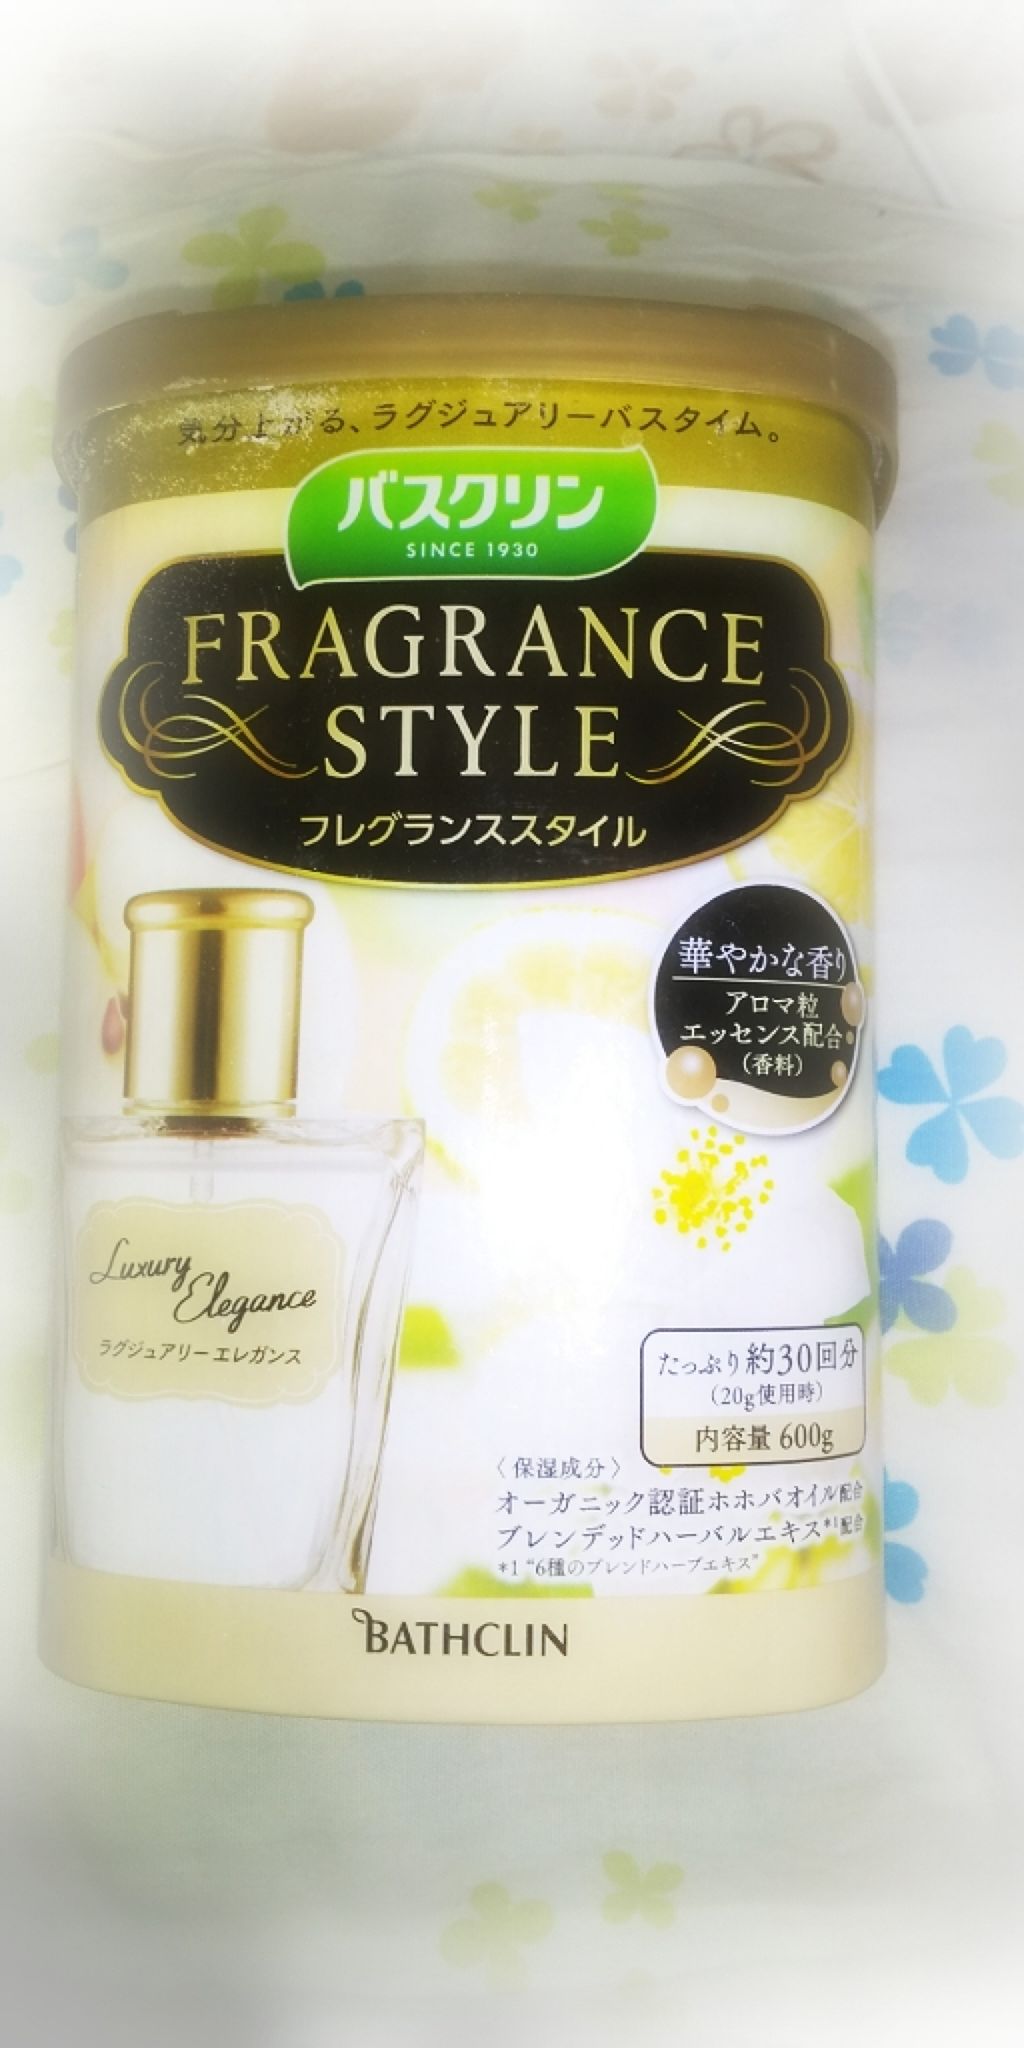 気分上がる、ラグジュアリーバスタイム。
バスクリン
SINCE 1930
FRAGRANCE
STYLE
フレグランススタイル
華やかな香り
アロマ粒
エッセンス配合
（香料）
Luxury
Elegance
ラグジュアリーエレガンス
たっぷり約30回分
（20g使用時）
内容量 600g
〈保湿成分〉
オーガニック認証ホホバオイル配合
ブレンデッドハーバルエキス*1配合
*1 “6種のブレンドハーブエキス”
BATHCLIN